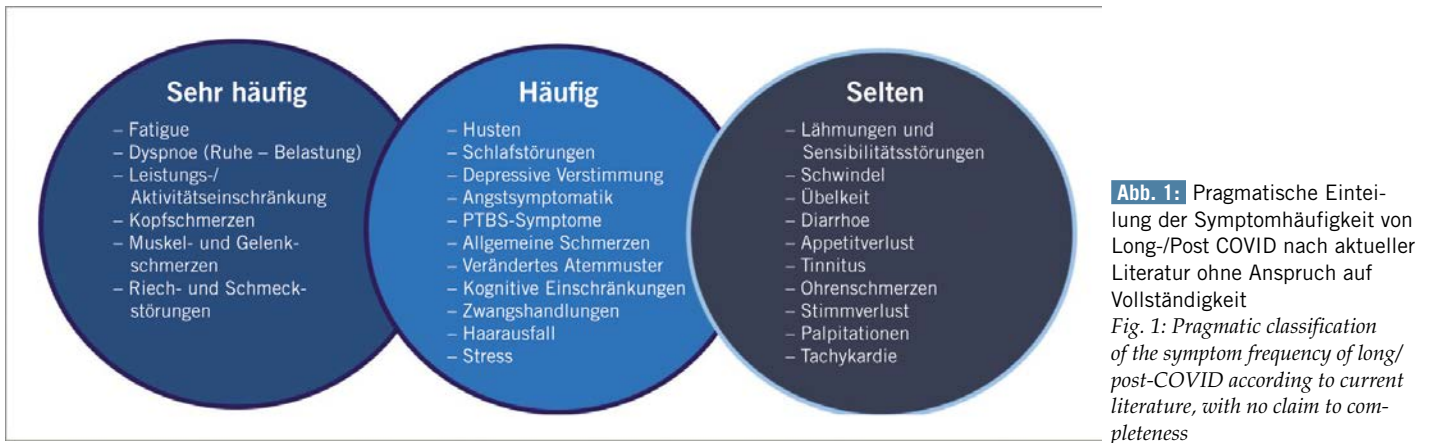 Sehr häufig
– Fatigue
– Dyspnoe (Ruhe – Belastung)
– Leistungs-/
Aktivitätseinschränkung
– Kopfschmerzen
– Muskel- und Gelenk-
schmerzen
– Riech- und Schmeck-
störungen
Häufig
– Husten
– Schlafstörungen
– Depressive Verstimmung
– Angstsymptomatik
– PTBS-Symptome
– Allgemeine Schmerzen
– Verändertes Atemmuster
– Kognitive Einschränkungen
– Zwangshandlungen
– Haarausfall
– Stress
Selten
– Lähmungen und
Sensibilitätsstörungen
– Schwindel
– Übelkeit
– Diarrhoe
– Appetitverlust
– Tinnitus
– Ohrenschmerzen
– Stimmverlust
– Palpitationen
– Tachykardie
Abb. 1: Pragmatische Eintei-
lung der Symptomhäufigkeit von
Long-/Post COVID nach aktueller
Literatur ohne Anspruch auf
Vollständigkeit
Fig. 1: Pragmatic classification
of the symptom frequency of long/
post-COVID according to current
literature, with no claim to com-
pleteness